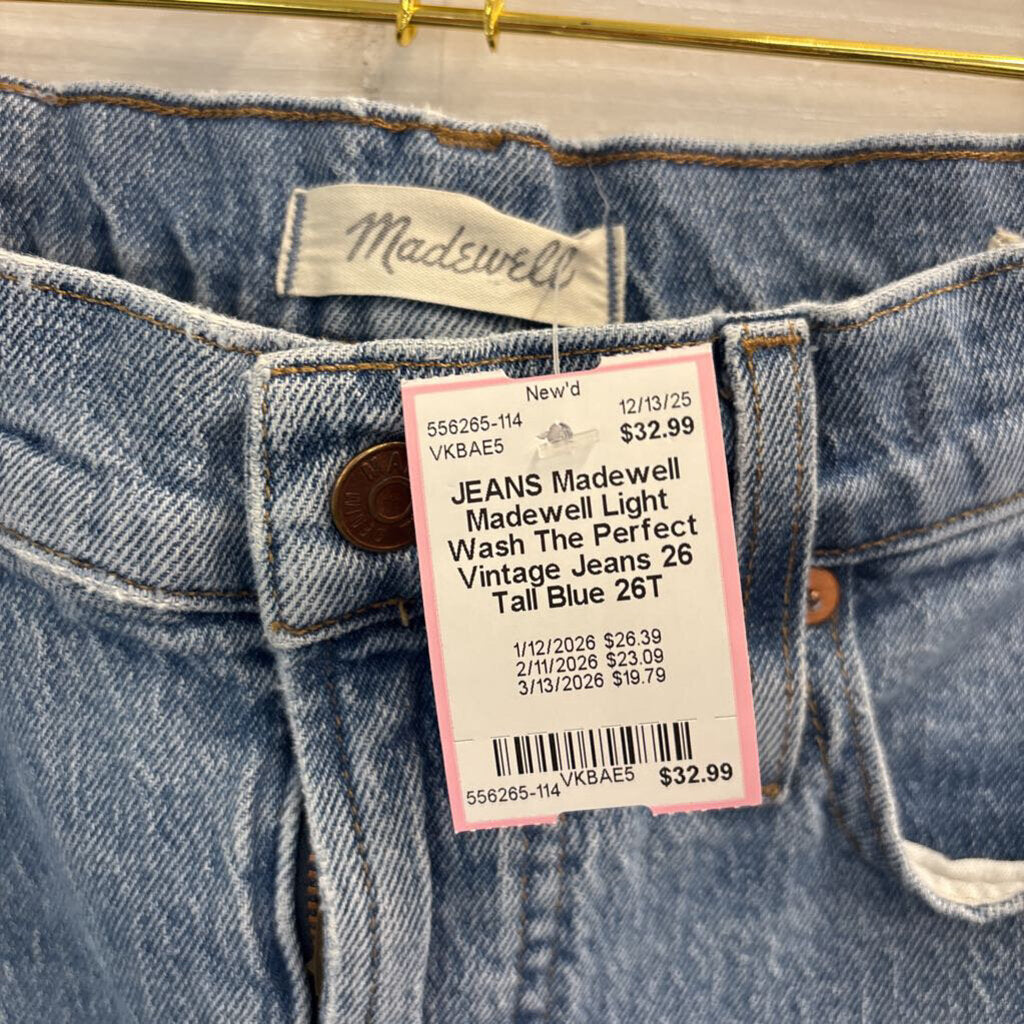 Madewell
New'd
556265-114 12/13/25
VKBAE5 $32.99
JEANS Madewell
Madewell Light
Wash The Perfect
Vintage Jeans 26
Tall Blue 26T
1/12/2026 $26.39
2/11/2026 $23.09
3/13/2026 $19.79
556265-114 VKBAE5 $32.99